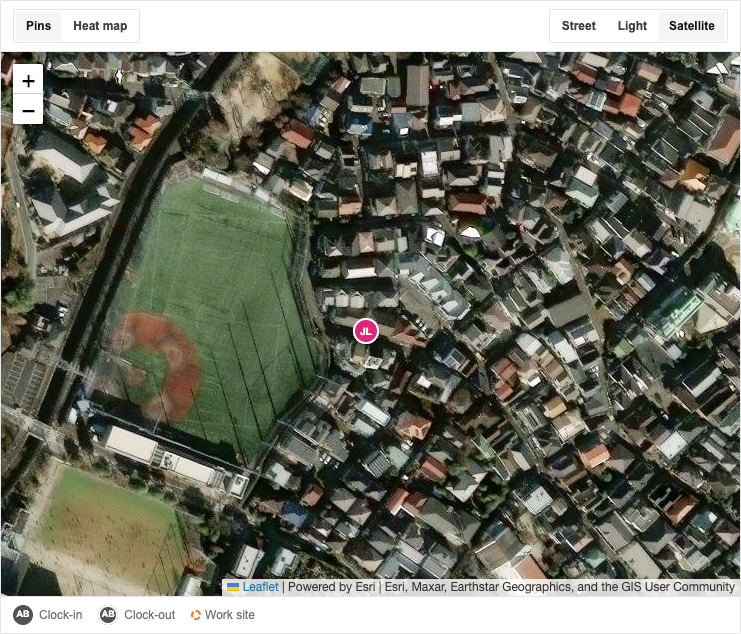 Pins Heat map Street Light Satellite
+
−
JL
Leaflet | Powered by Esri | Esri, Maxar, Earthstar Geographics, and the GIS User Community
AB Clock-in AB Clock-out Work site